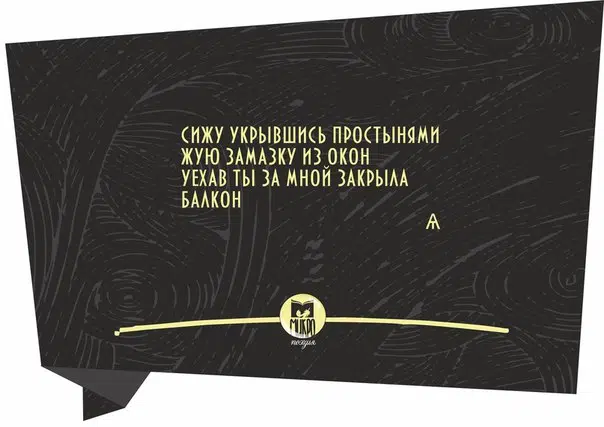 СИЖУ УКРЫВШИСЬ ПРОСТЫНЯМИ
ЖУЮ ЗАМАЗКУ ИЗ ОКОН
УЕХАВ ТЫ ЗА МНОЙ ЗАКРЫЛА
БАЛКОН
Ѧ
МИКРО
поэзия